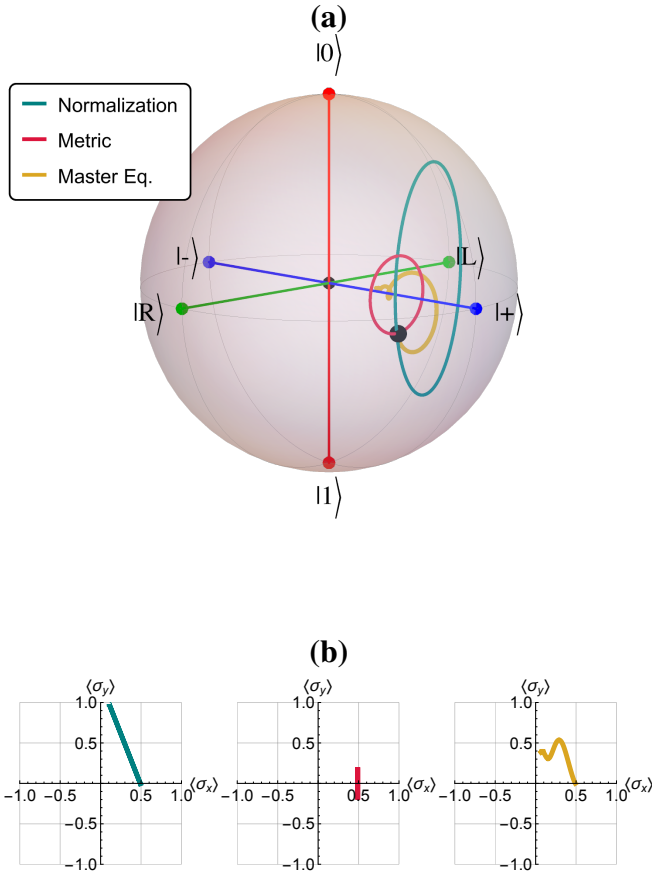 (a)
|0⟩
Normalization
Metric
Master Eq.
|-⟩
|L⟩
|R⟩
|+⟩
|1⟩
(b)
⟨σy⟩ ⟨σy⟩ ⟨σy⟩
1.0 1.0 1.0
0.5 0.5 0.5
⟨σx⟩ ⟨σx⟩ ⟨σx⟩
−1.0 −0.5 0.5 1.0 −1.0 −0.5 0.5 1.0 −1.0 −0.5 0.5 1.0
−0.5 −0.5 −0.5
−1.0 −1.0 −1.0